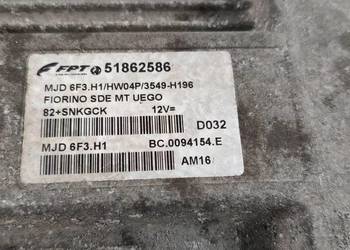 FPT 51862586
MJD 6F3.H1/HW04P/3549-H196
FIORINO SDE MT UEGO
82+SNKGCK 12V=
D032
MJD 6F3.H1 BC.0094154.E
AM16